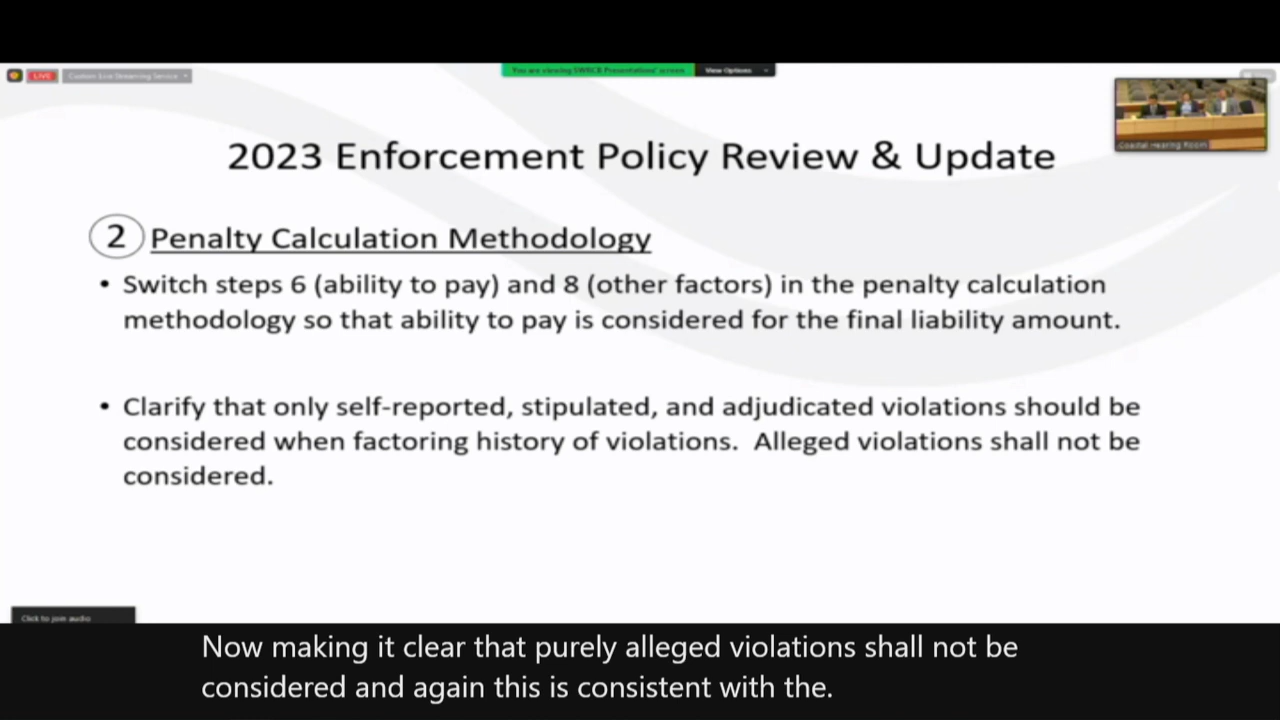 LIVE
Custom Live Streaming Service
You are viewing SWRCB Presentations' screen
View Options
Coastal Hearing Room
2023 Enforcement Policy Review & Update
2 Penalty Calculation Methodology
• Switch steps 6 (ability to pay) and 8 (other factors) in the penalty calculation
methodology so that ability to pay is considered for the final liability amount.
• Clarify that only self-reported, stipulated, and adjudicated violations should be
considered when factoring history of violations. Alleged violations shall not be
considered.
Click to join audio
Now making it clear that purely alleged violations shall not be
considered and again this is consistent with the.